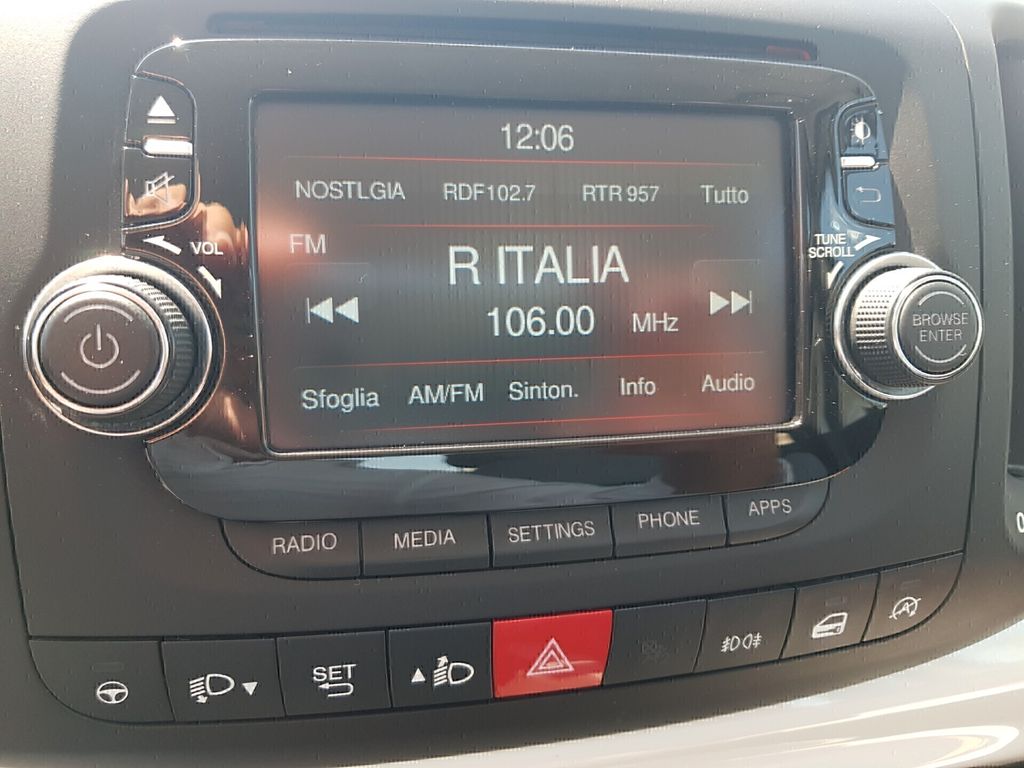 12:06
NOSTLGIA RDF102.7 RTR 957 Tutto
FM
R ITALIA
106.00 MHz
Sfoglia AM/FM Sinton. Info Audio
VOL
TUNE
SCROLL
BROWSE
ENTER
RADIO MEDIA SETTINGS PHONE APPS
SET